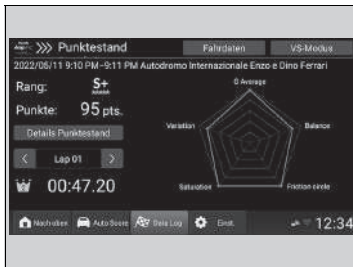 >>> Punktestand
Fahrdaten
VS-Modus
2022/05/11 9:10 PM–9:11 PM Autodromo Internazionale Enzo e Dino Ferrari
Rang: S+
Punkte: 95 pts.
Details Punktestand
< Lap 01 >
00:47.20
G Average
Variation
Balance
Saturation
Friction circle
Auto Score
Data Log
Einst.
12:34